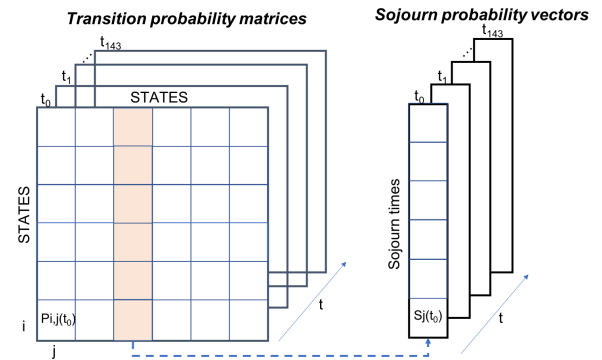 Transition probability matrices
Sojourn probability vectors
t143
t1
t0
STATES
STATES
Pi,j(t0)
i
j
t
t143
t1
t0
Sojourn times
Sj(t0)
t